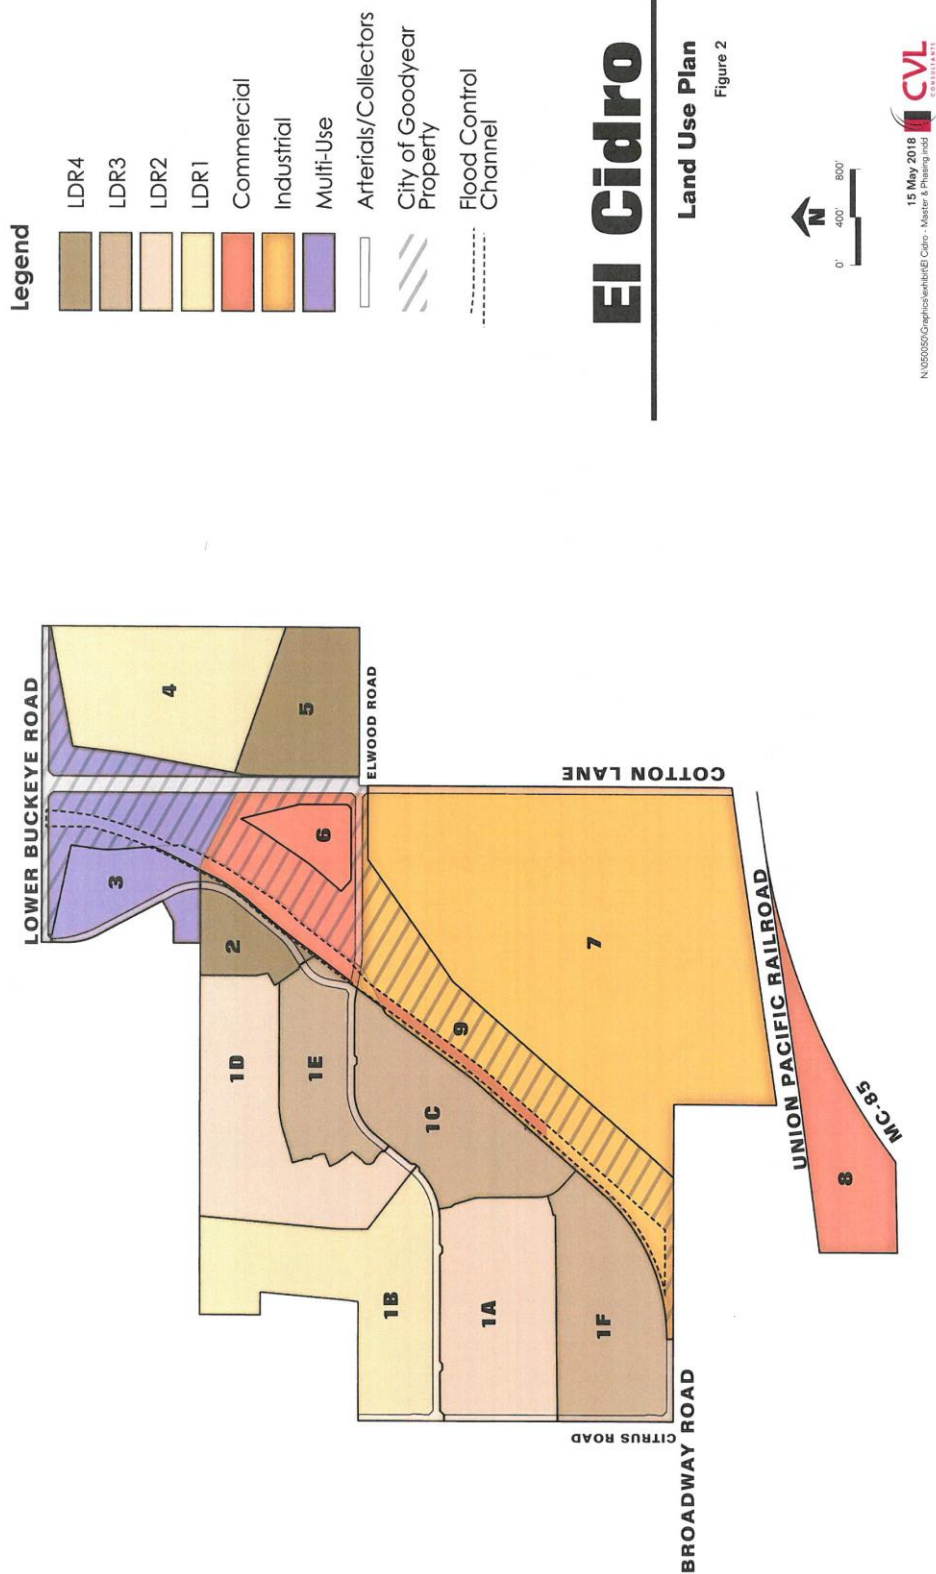 Legend
LDR4
LDR3
LDR2
LDR1
Commercial
Industrial
Multi-Use
Arterials/Collectors
City of Goodyear
Property
Flood Control
Channel
El Cidro
Land Use Plan
Figure 2
N
0'
400'
800'
15 May 2018
CVL
CONSULTANTS
LOWER BUCKEYE ROAD
4
5
3
ELWOOD ROAD
6
2
COTTON LANE
1D
1E
1C
9
7
UNION PACIFIC RAILROAD
MC-85
8
1B
1A
1F
CITRUS ROAD
BROADWAY ROAD